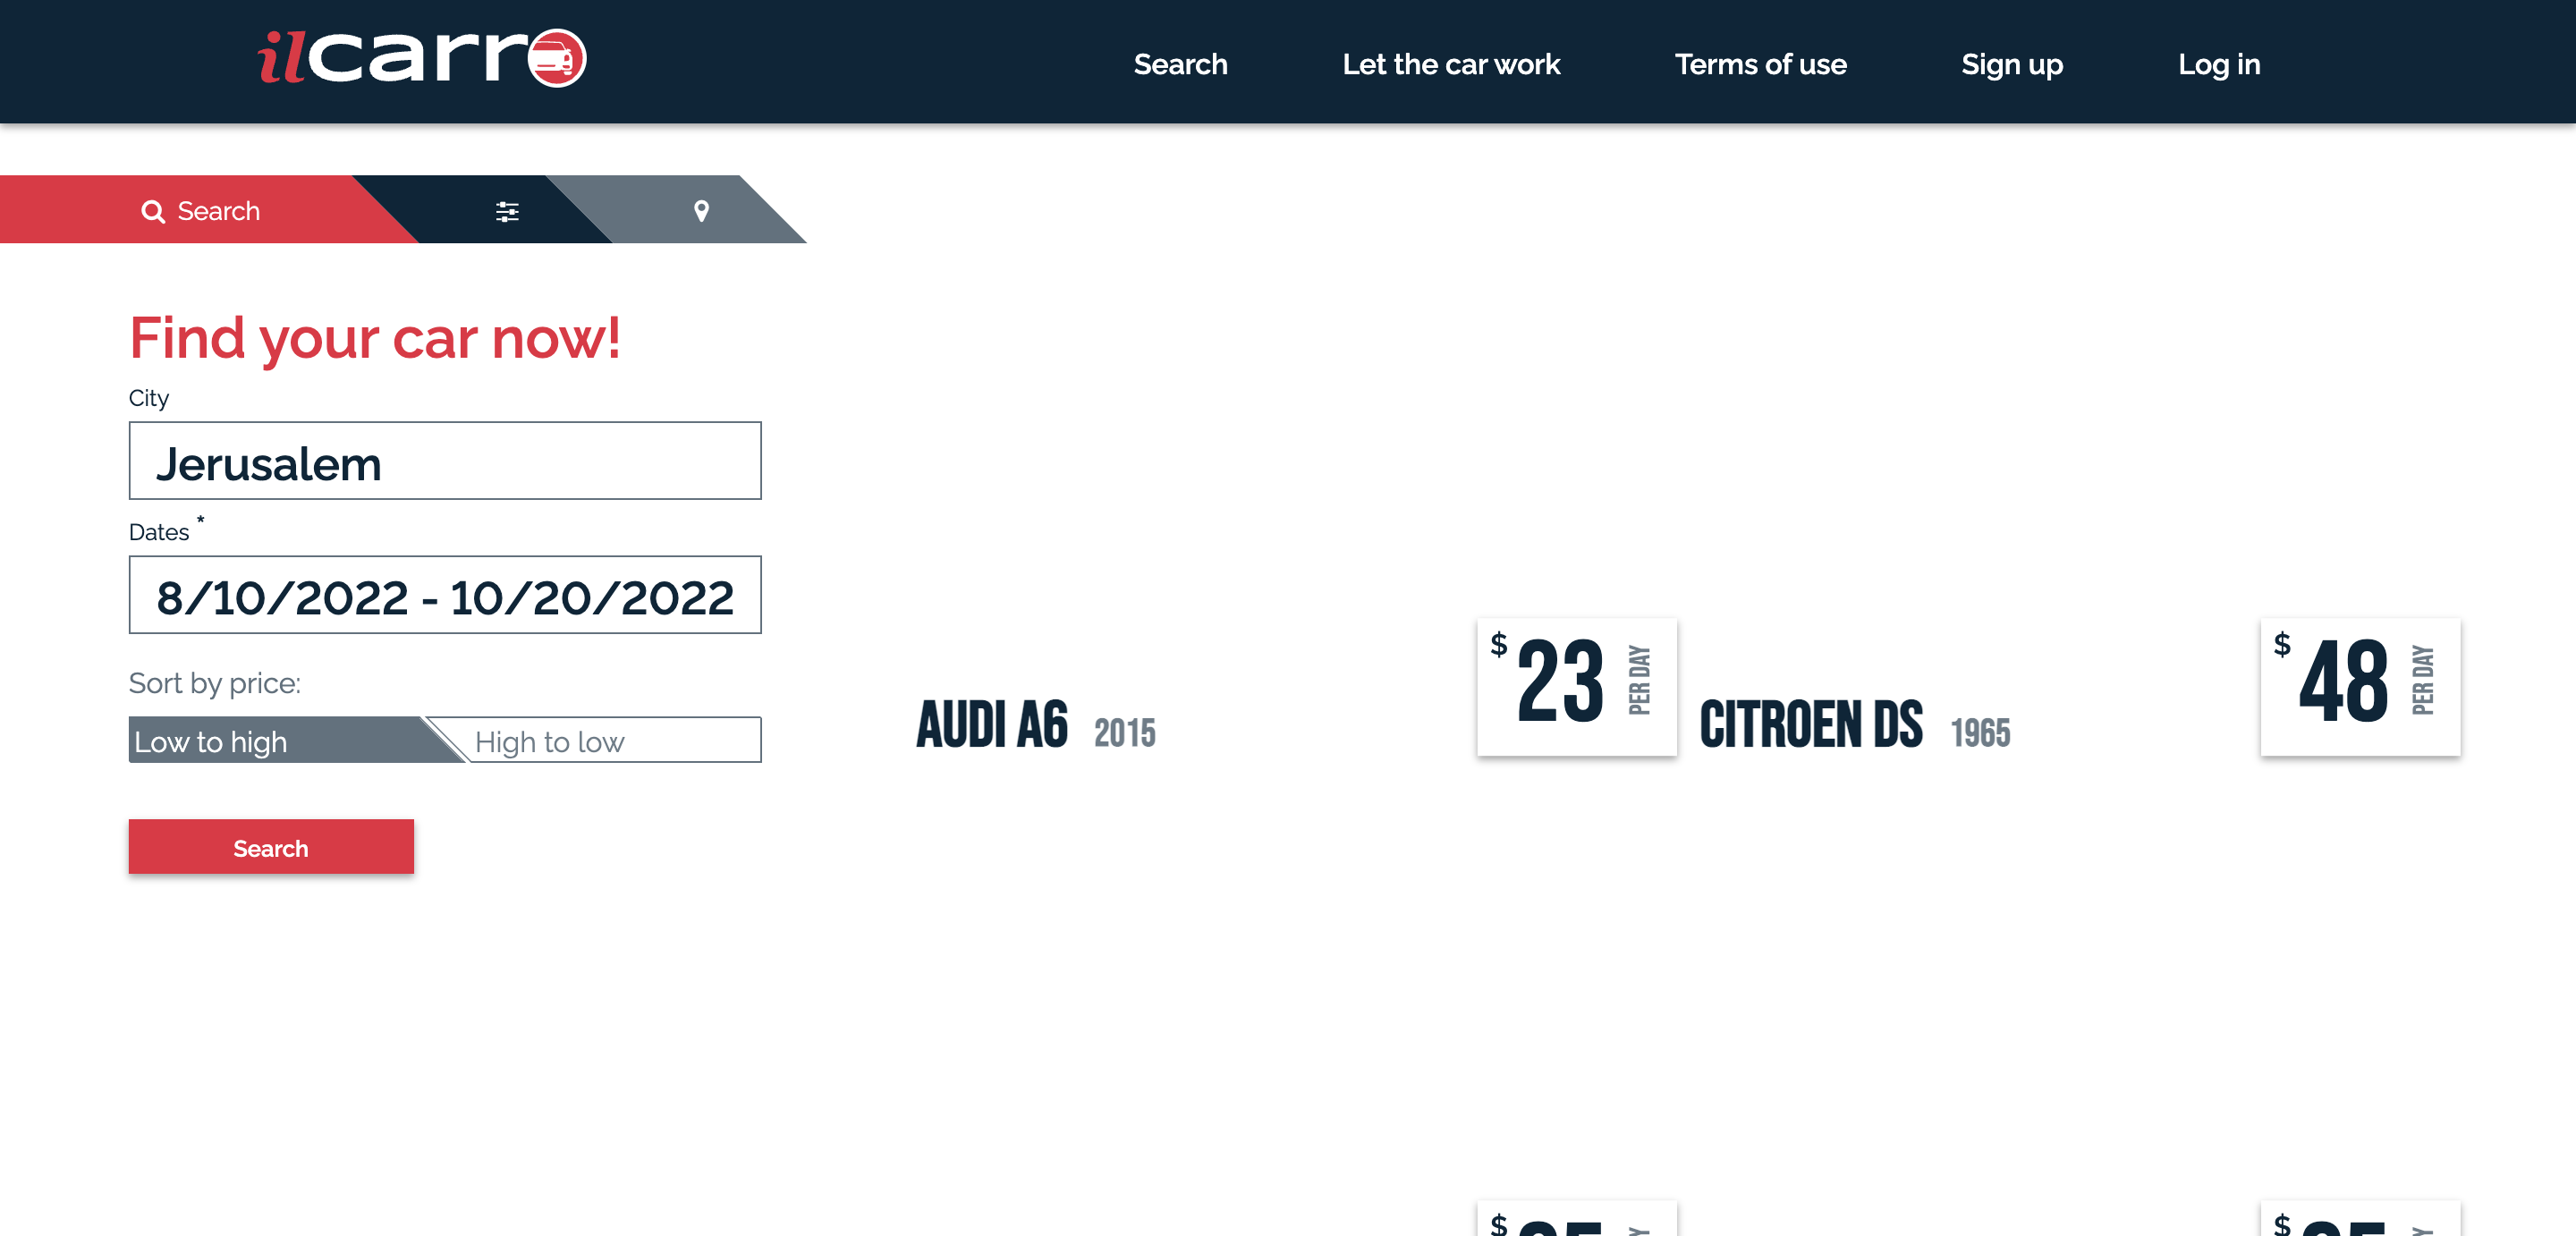 ilcarro
Search
Let the car work
Terms of use
Sign up
Log in
Search
Find your car now!
City
Jerusalem
Dates *
8/10/2022 - 10/20/2022
Sort by price:
Low to high
High to low
Search
AUDI A6 2015
$ 23 PER DAY
CITROEN DS 1965
$ 48 PER DAY
$
$